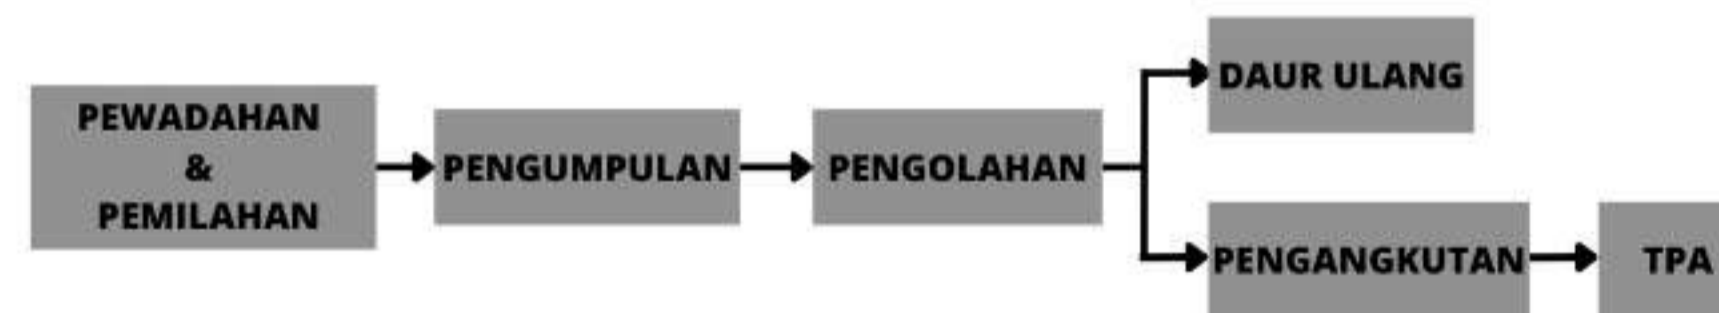 PEWADAHAN
&
PEMILAHAN
PENGUMPULAN
PENGOLAHAN
DAUR ULANG
PENGANGKUTAN
TPA